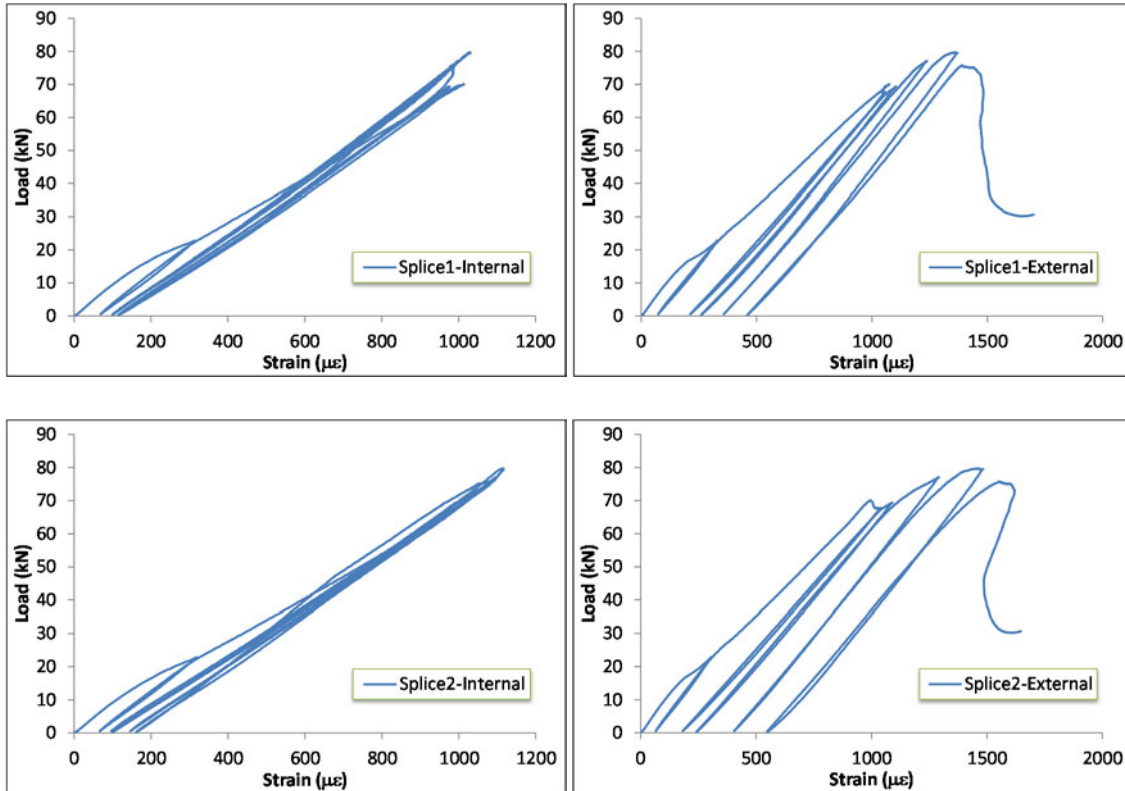 90
80
70
60
50
40
30
20
10
0
Load (kN)
0 200 400 600 800 1000 1200
Strain (με)
Splice1-Internal
90
80
70
60
50
40
30
20
10
0
Load (kN)
0 500 1000 1500 2000
Strain (με)
Splice1-External
90
80
70
60
50
40
30
20
10
0
Load (kN)
0 200 400 600 800 1000 1200
Strain (με)
Splice2-Internal
90
80
70
60
50
40
30
20
10
0
Load (kN)
0 500 1000 1500 2000
Strain (με)
Splice2-External